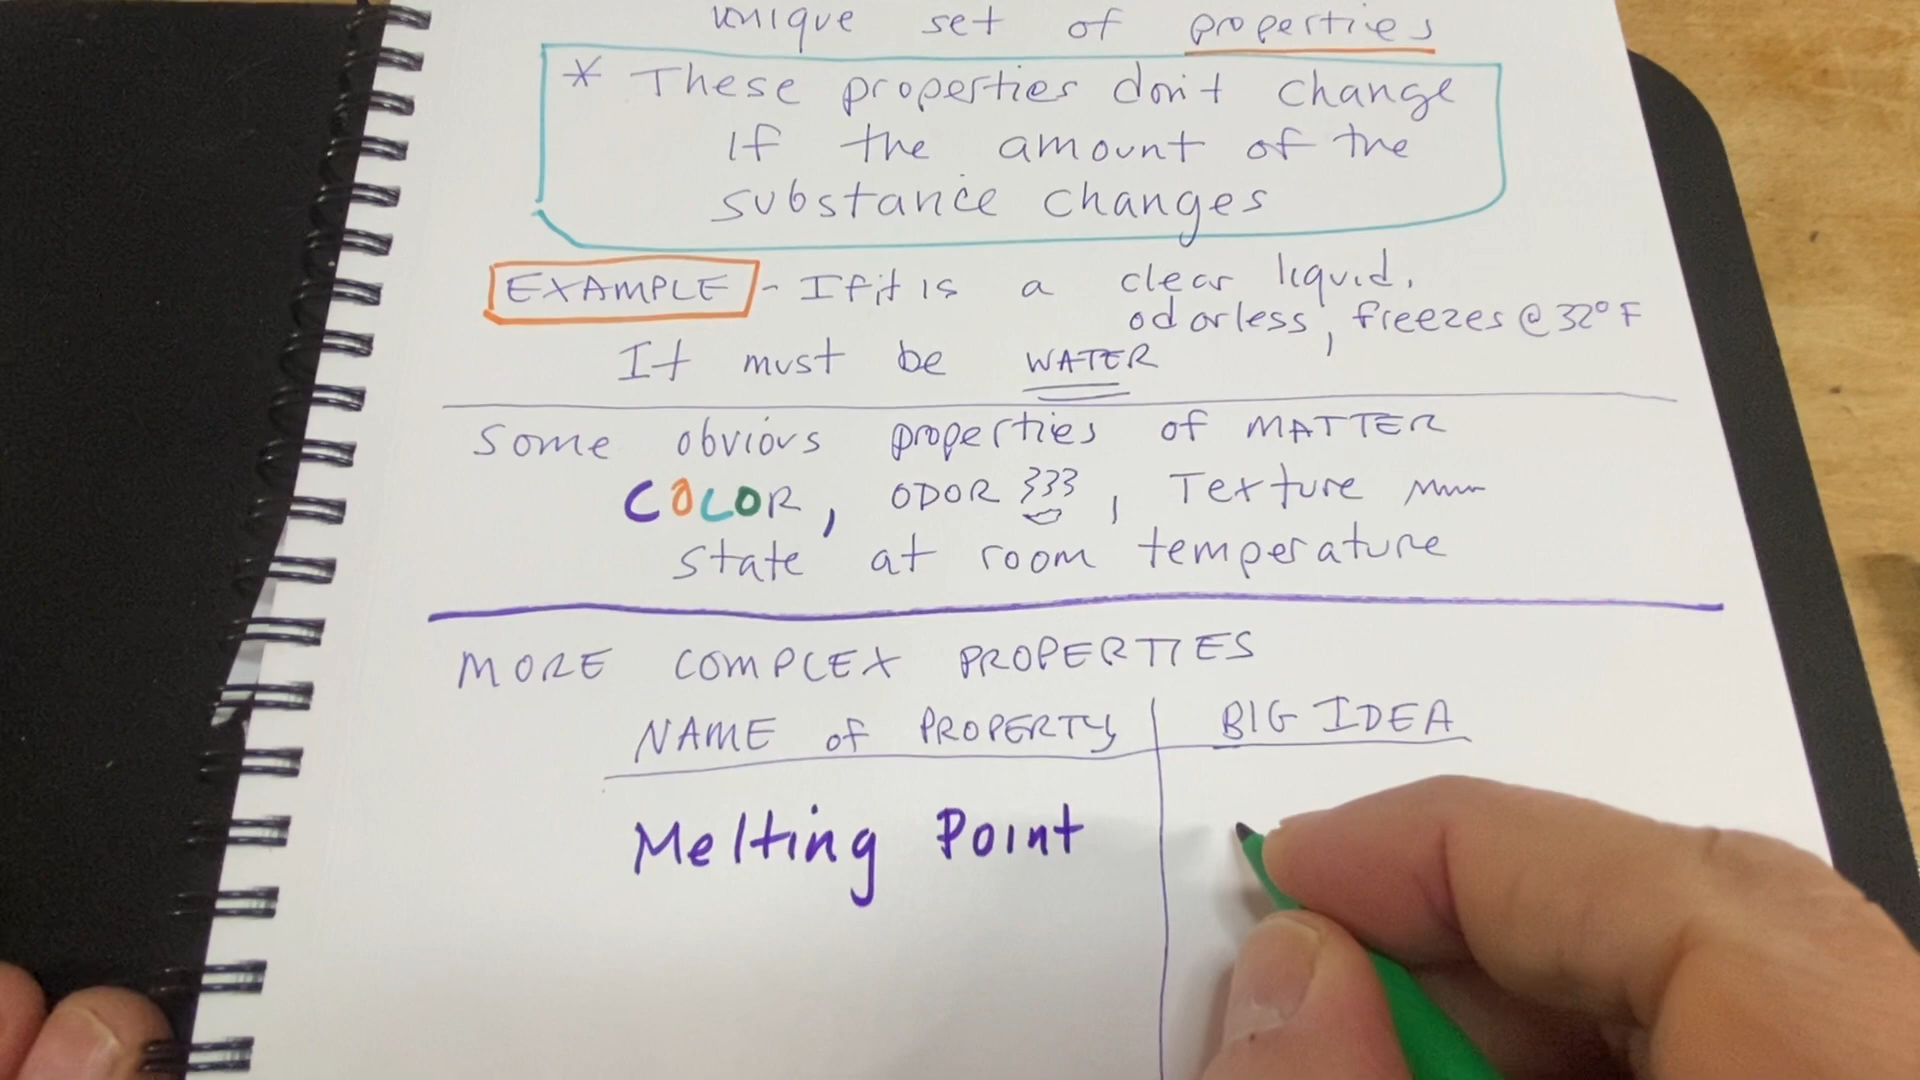 unique set of properties
* These properties don't change
If the amount of the
substance changes
EXAMPLE - If it is a clear liquid,
odorless, freezes @ 32° F
It must be WATER
Some obvious properties of MATTER
COLOR, ODOR, Texture
state at room temperature
MORE COMPLEX PROPERTIES
NAME of PROPERTY BIG IDEA
Melting Point